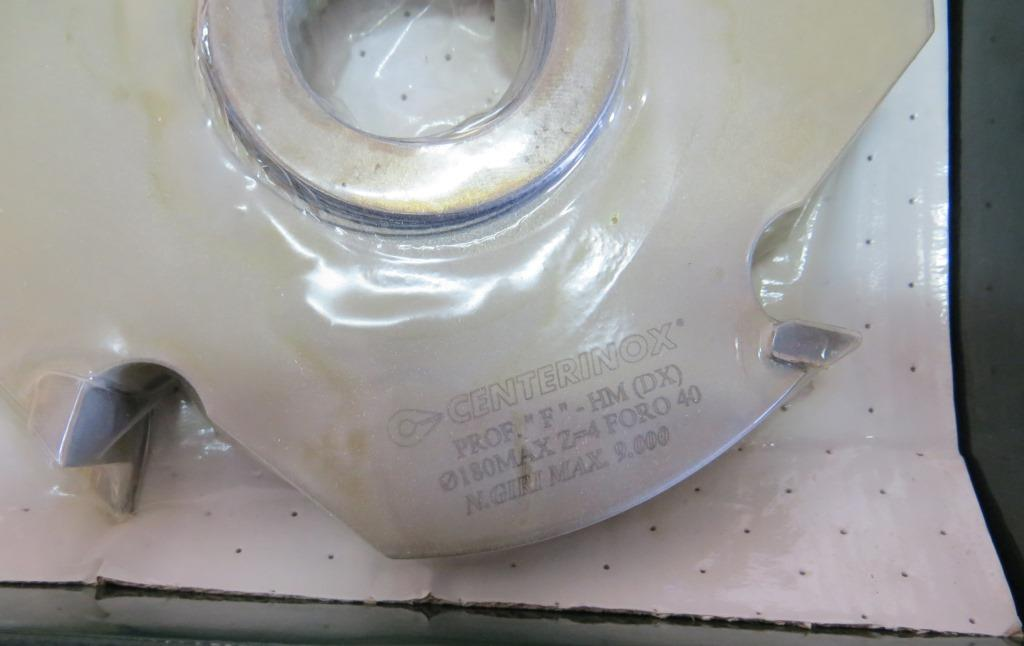 CENTERINOX®
PROF. "F" - HM (DX)
Ø180MAX Z=4 FORO 40
N.GIRI MAX. 9.000